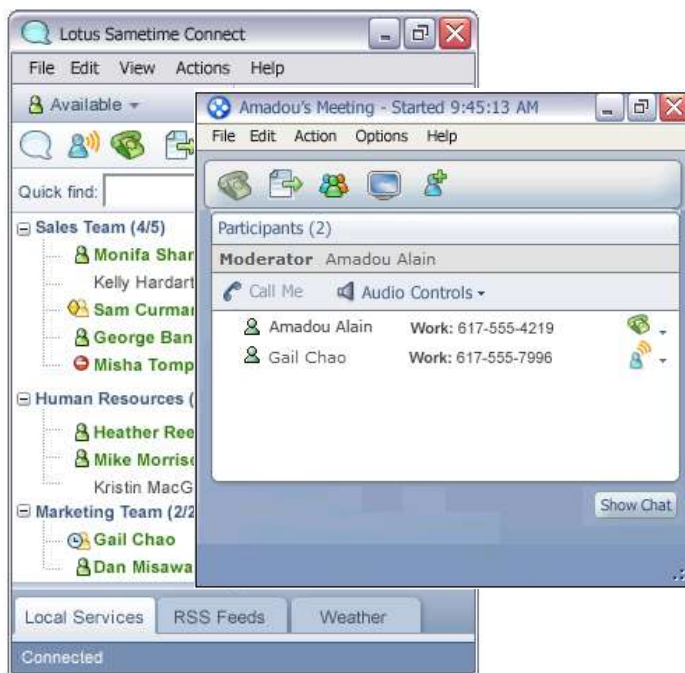 Lotus Sametime Connect
File Edit View Actions Help
Available
Quick find:
Sales Team (4/5)
Monifa Shar
Kelly Hardart
Sam Curmar
George Ban
Misha Tomp
Human Resources (
Heather Ree
Mike Morriso
Kristin MacG
Marketing Team (2/2
Gail Chao
Dan Misawa
Local Services RSS Feeds Weather
Connected
Amadou's Meeting - Started 9:45:13 AM
File Edit Action Options Help
Participants (2)
Moderator Amadou Alain
Call Me Audio Controls
Amadou Alain Work: 617-555-4219
Gail Chao Work: 617-555-7996
Show Chat